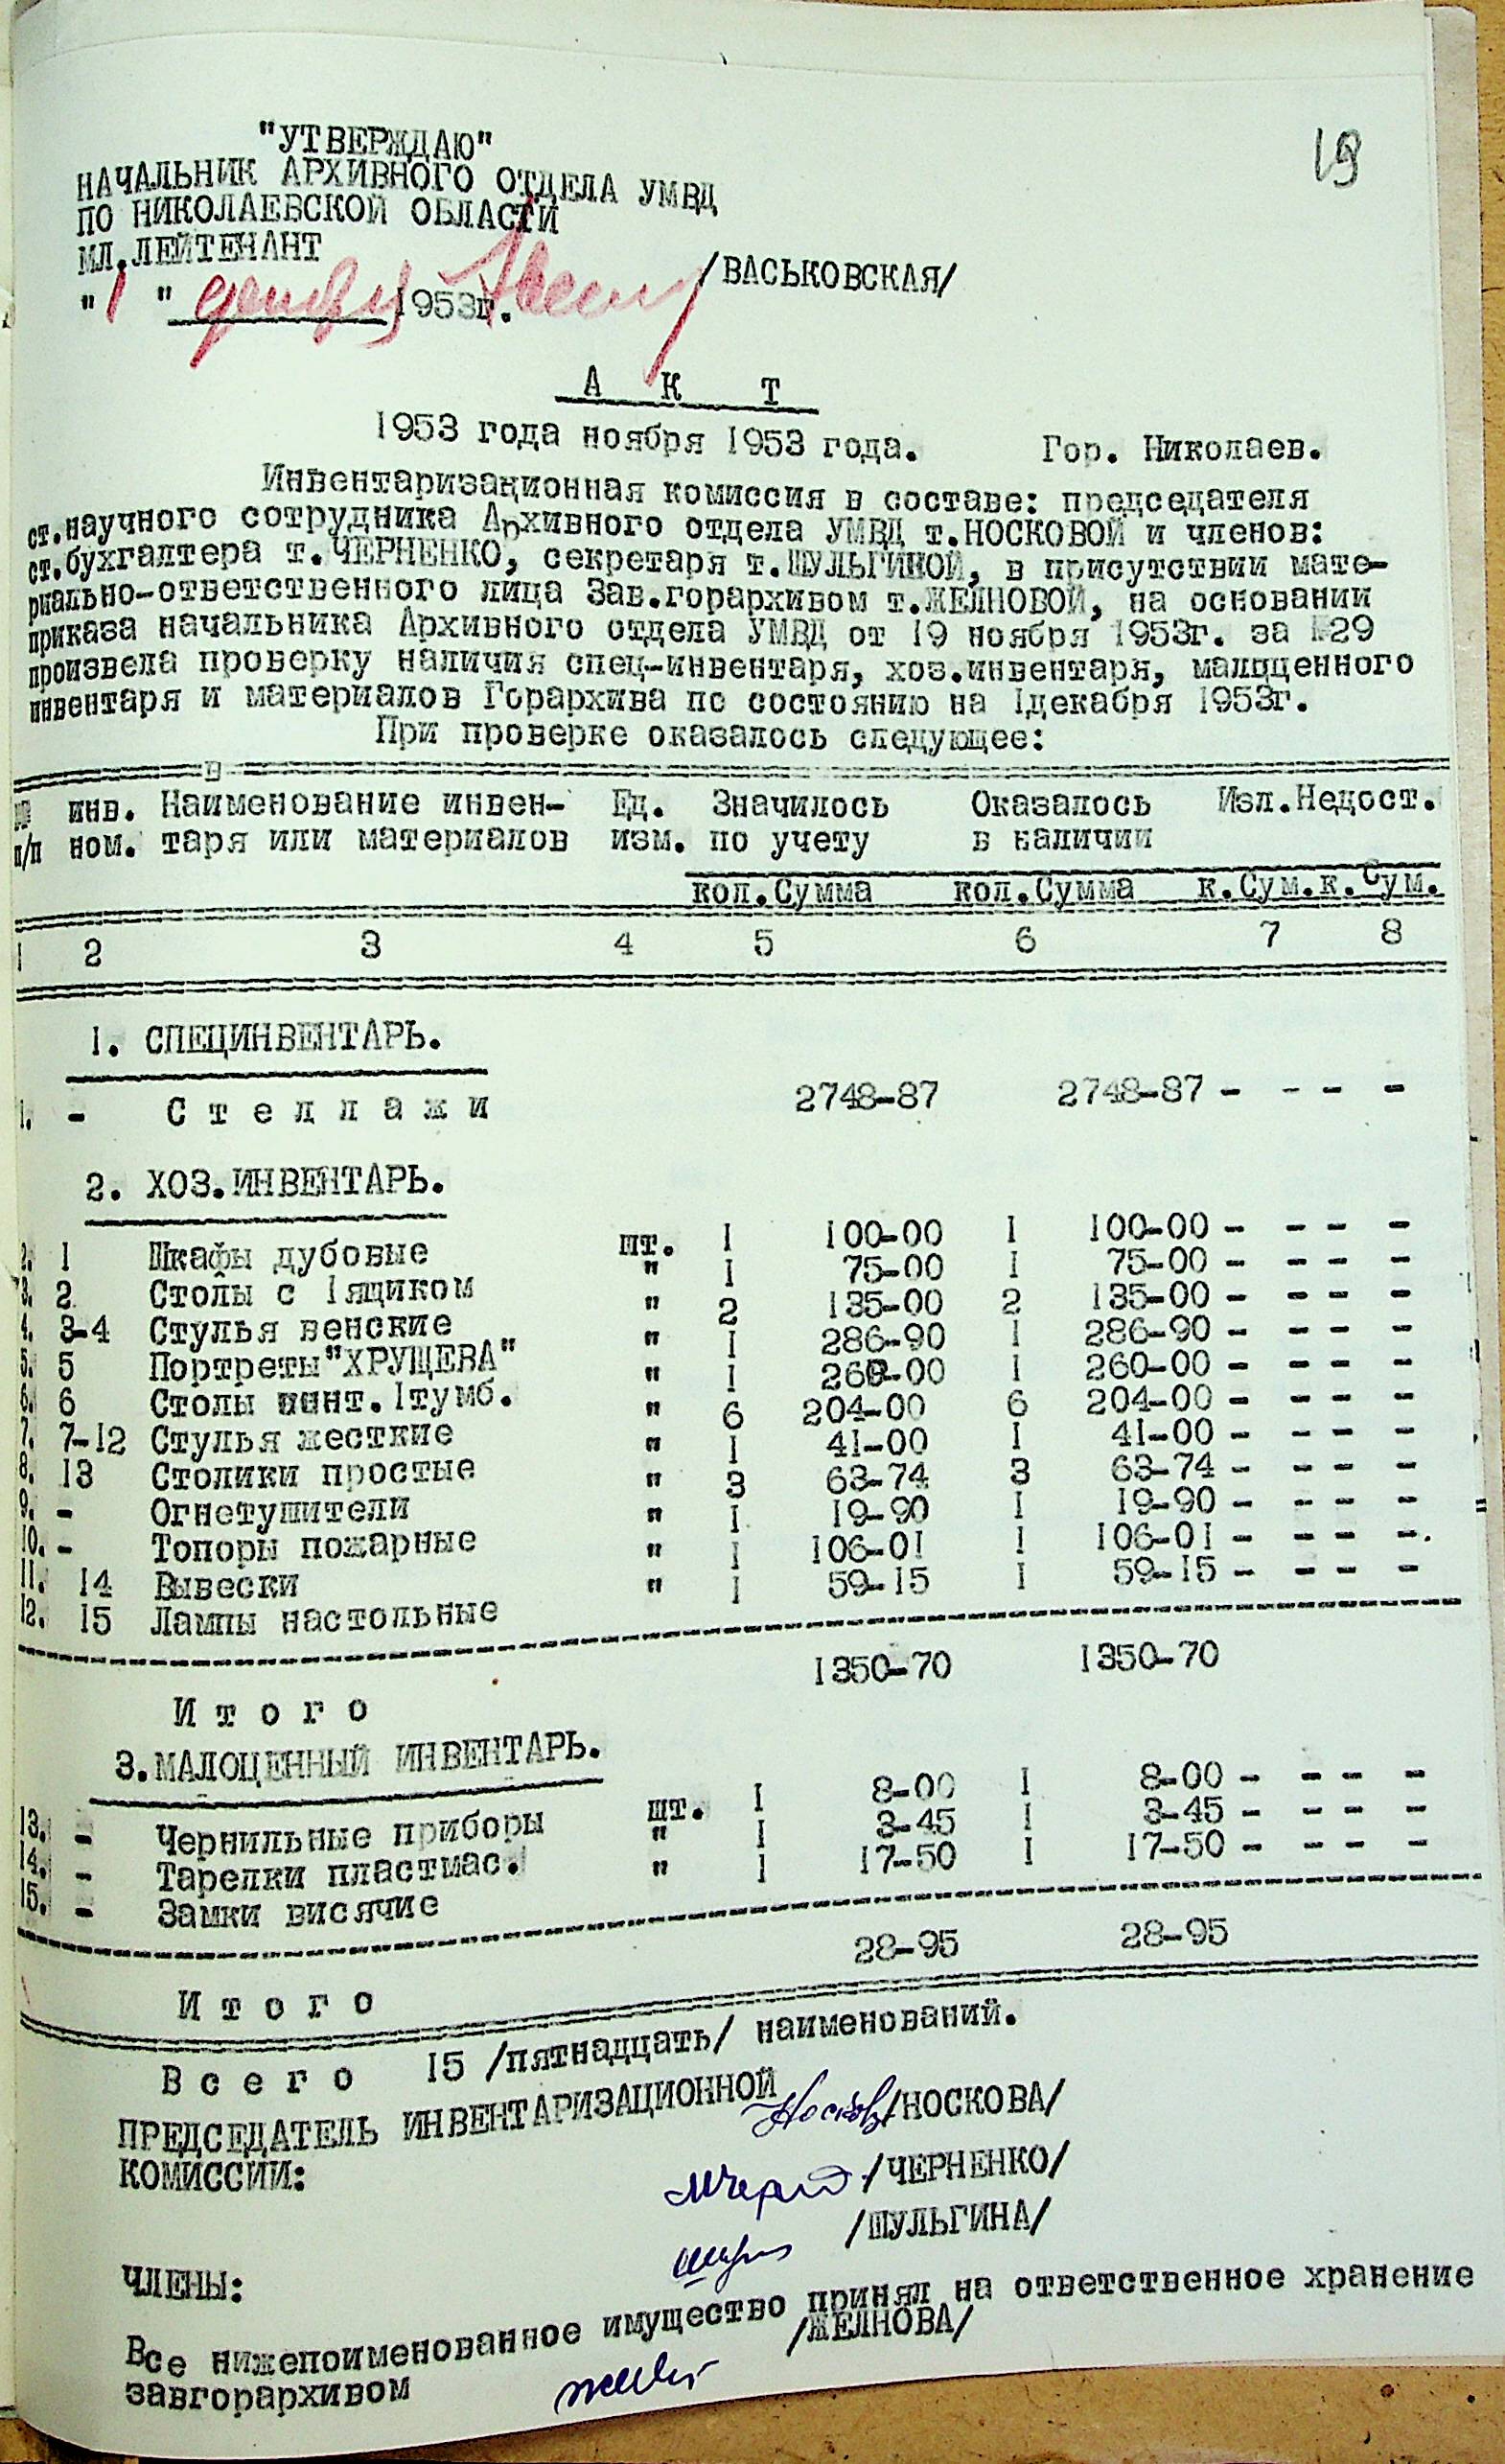 19
"УТВЕРЖДАЮ"
НАЧАЛЬНИК АРХИВНОГО ОТДЕЛА УМВД
ПО НИКОЛАЕВСКОЙ ОБЛАСТИ
МЛ.ЛЕЙТЕНАНТ /ВАСЬКОВСКАЯ/
"1" декабря 1953г.
А К Т
1953 года ноября 1953 года. Гор. Николаев.
Инвентаризационная комиссия в составе: председателя
ст.научного сотрудника Архивного отдела УМВД т.НОСКОВОЙ и членов:
ст.бухгалтера т.ЧЕРНЕНКО, секретаря т.ШУЛЬГИНОЙ, в присутствии мате-
риально-ответственного лица Зав.горархивом т.ЖЕЛНОВОЙ, на основании
приказа начальника Архивного отдела УМВД от 19 ноября 1953г. за №29
произвела проверку наличия спец-инвентаря, хоз.инвентаря, малоценного
инвентаря и материалов Горархива по состоянию на 1декабря 1953г.
При проверке оказалось следующее:
№ инв. Наименование инвен- Ед. Значилось Оказалось Изл.Недост.
п/п ном. таря или материалов изм. по учету в наличии
кол.Сумма кол.Сумма к.Сум.к.Сум.
1 2 3 4 5 6 7 8
1. СПЕЦИНВЕНТАРЬ.
1. - С т е л л а ж и 2748-87 2748-87 - - - -
2. ХОЗ.ИНВЕНТАРЬ.
2. 1 Шкафы дубовые шт. 1 100-00 1 100-00 - - - -
3. 2 Столы с 1ящиком " 1 75-00 1 75-00 - - - -
4. 3-4 Стулья венские " 2 135-00 2 135-00 - - - -
5. 5 Портреты"ХРУЩЕВА" " 1 286-90 1 286-90 - - - -
6. 6 Столы кант.1тумб. " 1 260-00 1 260-00 - - - -
7. 7-12 Стулья жесткие " 6 204-00 6 204-00 - - - -
8. 13 Столики простые " 1 41-00 1 41-00 - - - -
9. - Огнетушители " 3 63-74 3 63-74 - - - -
10. - Топоры пожарные " 1 19-90 1 19-90 - - - -
11. 14 Вывески " 1 106-01 1 106-01 - - - -
12. 15 Лампы настольные " 1 59-15 1 59-15 - - - -
И т о г о 1350-70 1350-70
3.МАЛОЦЕННЫЙ ИНВЕНТАРЬ.
13. - Чернильные приборы шт. 1 8-00 1 8-00 - - - -
14. - Тарелки пластмас. " 1 3-45 1 3-45 - - - -
15. - Замки висячие " 1 17-50 1 17-50 - - - -
И т о г о 28-95 28-95
В с е г о 15 /пятнадцать/ наименований.
ПРЕДСЕДАТЕЛЬ ИНВЕНТАРИЗАЦИОННОЙ
КОМИССИИ: /НОСКОВА/
/ЧЕРНЕНКО/
ЧЛЕНЫ: /ШУЛЬГИНА/
Все нижепоименованное имущество принял на ответственное хранение
завгорархивом /ЖЕЛНОВА/